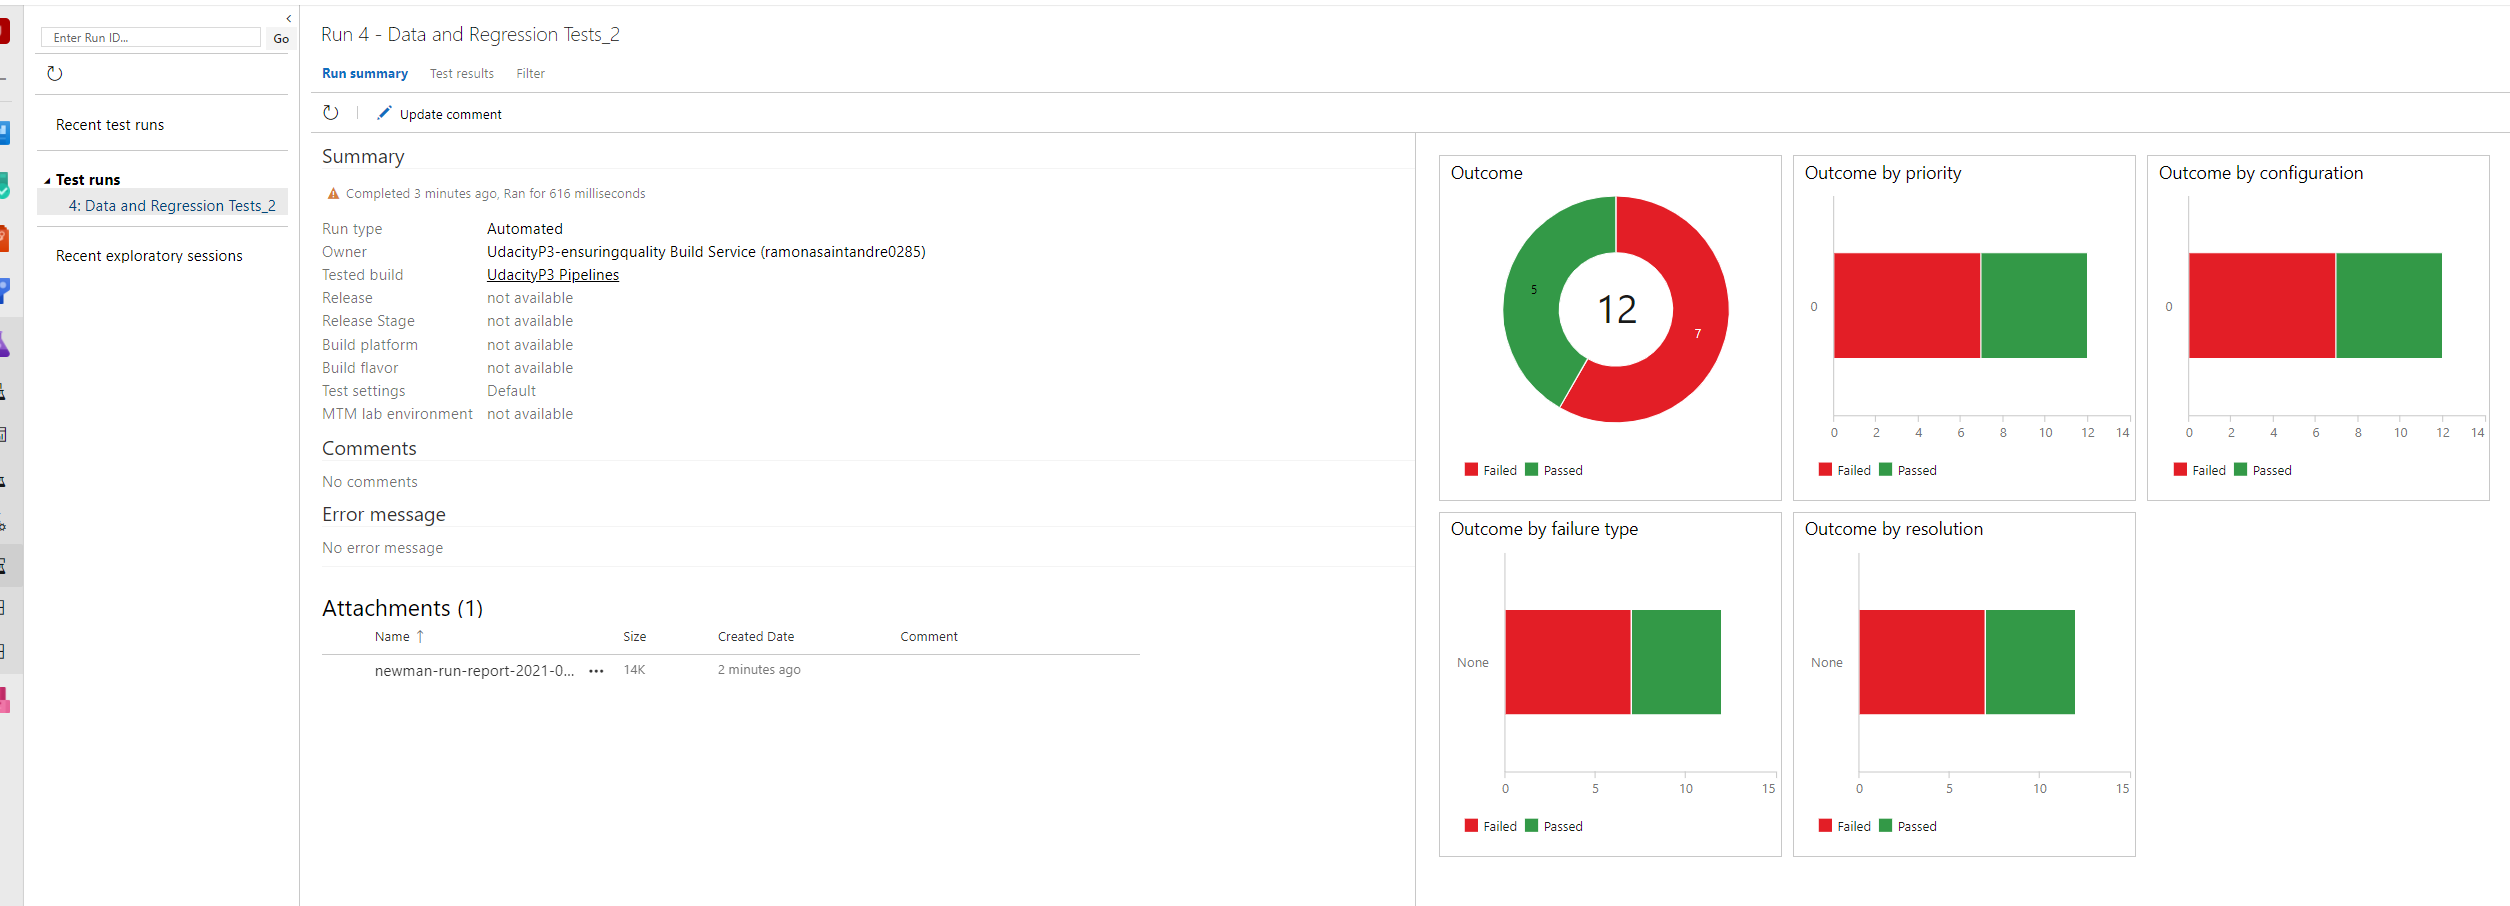 Enter Run ID...
Go
Recent test runs
Test runs
4: Data and Regression Tests_2
Recent exploratory sessions
Run 4 - Data and Regression Tests_2
Run summary Test results Filter
Update comment
Summary
Completed 3 minutes ago, Ran for 616 milliseconds
Run type Automated
Owner UdacityP3-ensuringquality Build Service (ramonasaintandre0285)
Tested build UdacityP3 Pipelines
Release not available
Release Stage not available
Build platform not available
Build flavor not available
Test settings Default
MTM lab environment not available
Comments
No comments
Error message
No error message
Attachments (1)
Name ↑ Size Created Date Comment
newman-run-report-2021-0... ••• 14K 2 minutes ago
Outcome
5
12
7
Failed Passed
Outcome by priority
0
0 2 4 6 8 10 12 14
Failed Passed
Outcome by configuration
0
0 2 4 6 8 10 12 14
Failed Passed
Outcome by failure type
None
0 5 10 15
Failed Passed
Outcome by resolution
None
0 5 10 15
Failed Passed